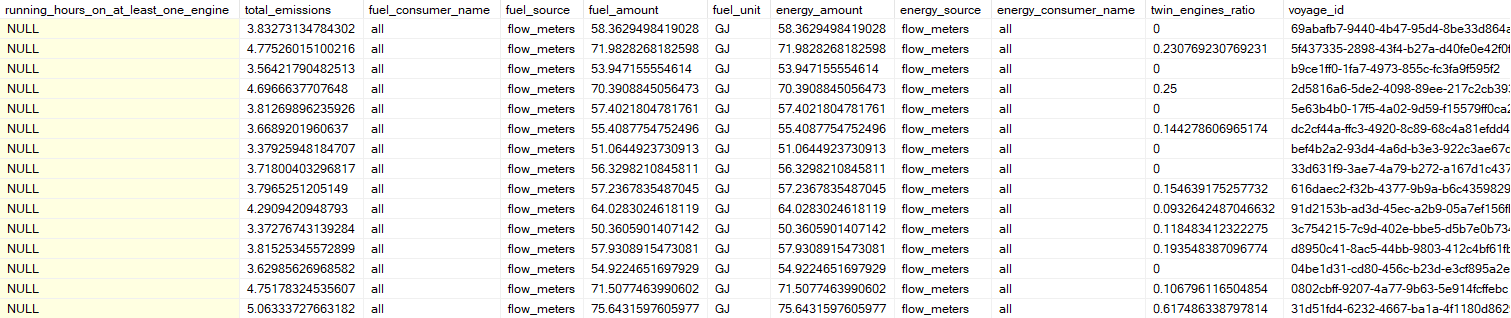 running_hours_on_at_least_one_engine total_emissions fuel_consumer_name fuel_source fuel_amount fuel_unit energy_amount energy_source energy_consumer_name twin_engines_ratio voyage_id
NULL 3.83273134784302 all flow_meters 58.3629498419028 GJ 58.3629498419028 flow_meters all 0 69abafb7-9440-4b47-95d4-8be33d864a
NULL 4.77526015100216 all flow_meters 71.9828268182598 GJ 71.9828268182598 flow_meters all 0.230769230769231 5f437335-2898-43f4-b27a-d40fe0e42f0f
NULL 3.56421790482513 all flow_meters 53.947155554614 GJ 53.947155554614 flow_meters all 0 b9ce1ff0-1fa7-4973-855c-fc3fa9f595f2
NULL 4.6966637707648 all flow_meters 70.3908845056473 GJ 70.3908845056473 flow_meters all 0.25 2d5816a6-5de2-4098-89ee-217c2cb393
NULL 3.81269896235926 all flow_meters 57.4021804781761 GJ 57.4021804781761 flow_meters all 0 5e63b4b0-17f5-4a02-9d59-f15579ff0ca2
NULL 3.6689201960637 all flow_meters 55.4087754752496 GJ 55.4087754752496 flow_meters all 0.144278606965174 dc2cf44a-ffc3-4920-8c89-68c4a81efdd4
NULL 3.37925948184707 all flow_meters 51.0644923730913 GJ 51.0644923730913 flow_meters all 0 bef4b2a2-93d4-4a6d-b3e3-922c3ae67c
NULL 3.71800403296817 all flow_meters 56.3298210845811 GJ 56.3298210845811 flow_meters all 0 33d631f9-3ae7-4a79-b272-a167d1c437
NULL 3.7965251205149 all flow_meters 57.2367835487045 GJ 57.2367835487045 flow_meters all 0.154639175257732 616daec2-f32b-4377-9b9a-b6c4359829
NULL 4.2909420948793 all flow_meters 64.0283024618119 GJ 64.0283024618119 flow_meters all 0.0932642487046632 91d2153b-ad3d-45ec-a2b9-05a7ef156f
NULL 3.37276743139284 all flow_meters 50.3605901407142 GJ 50.3605901407142 flow_meters all 0.118483412322275 3c754215-7c9d-402e-bbe5-d5b7e0b734
NULL 3.81525345572899 all flow_meters 57.9308915473081 GJ 57.9308915473081 flow_meters all 0.193548387096774 d8950c41-8ac5-44bb-9803-412c4bf61fb
NULL 3.62985626968582 all flow_meters 54.9224651697929 GJ 54.9224651697929 flow_meters all 0 04be1d31-cd80-456c-b23d-e3cf895a2e
NULL 4.75178324535607 all flow_meters 71.5077463990602 GJ 71.5077463990602 flow_meters all 0.106796116504854 0802cbff-9207-4a77-9b63-5e914fcffebc
NULL 5.06333727663182 all flow_meters 75.6431597605977 GJ 75.6431597605977 flow_meters all 0.617486338797814 31d51fd4-6232-4667-ba1a-4f1180d862